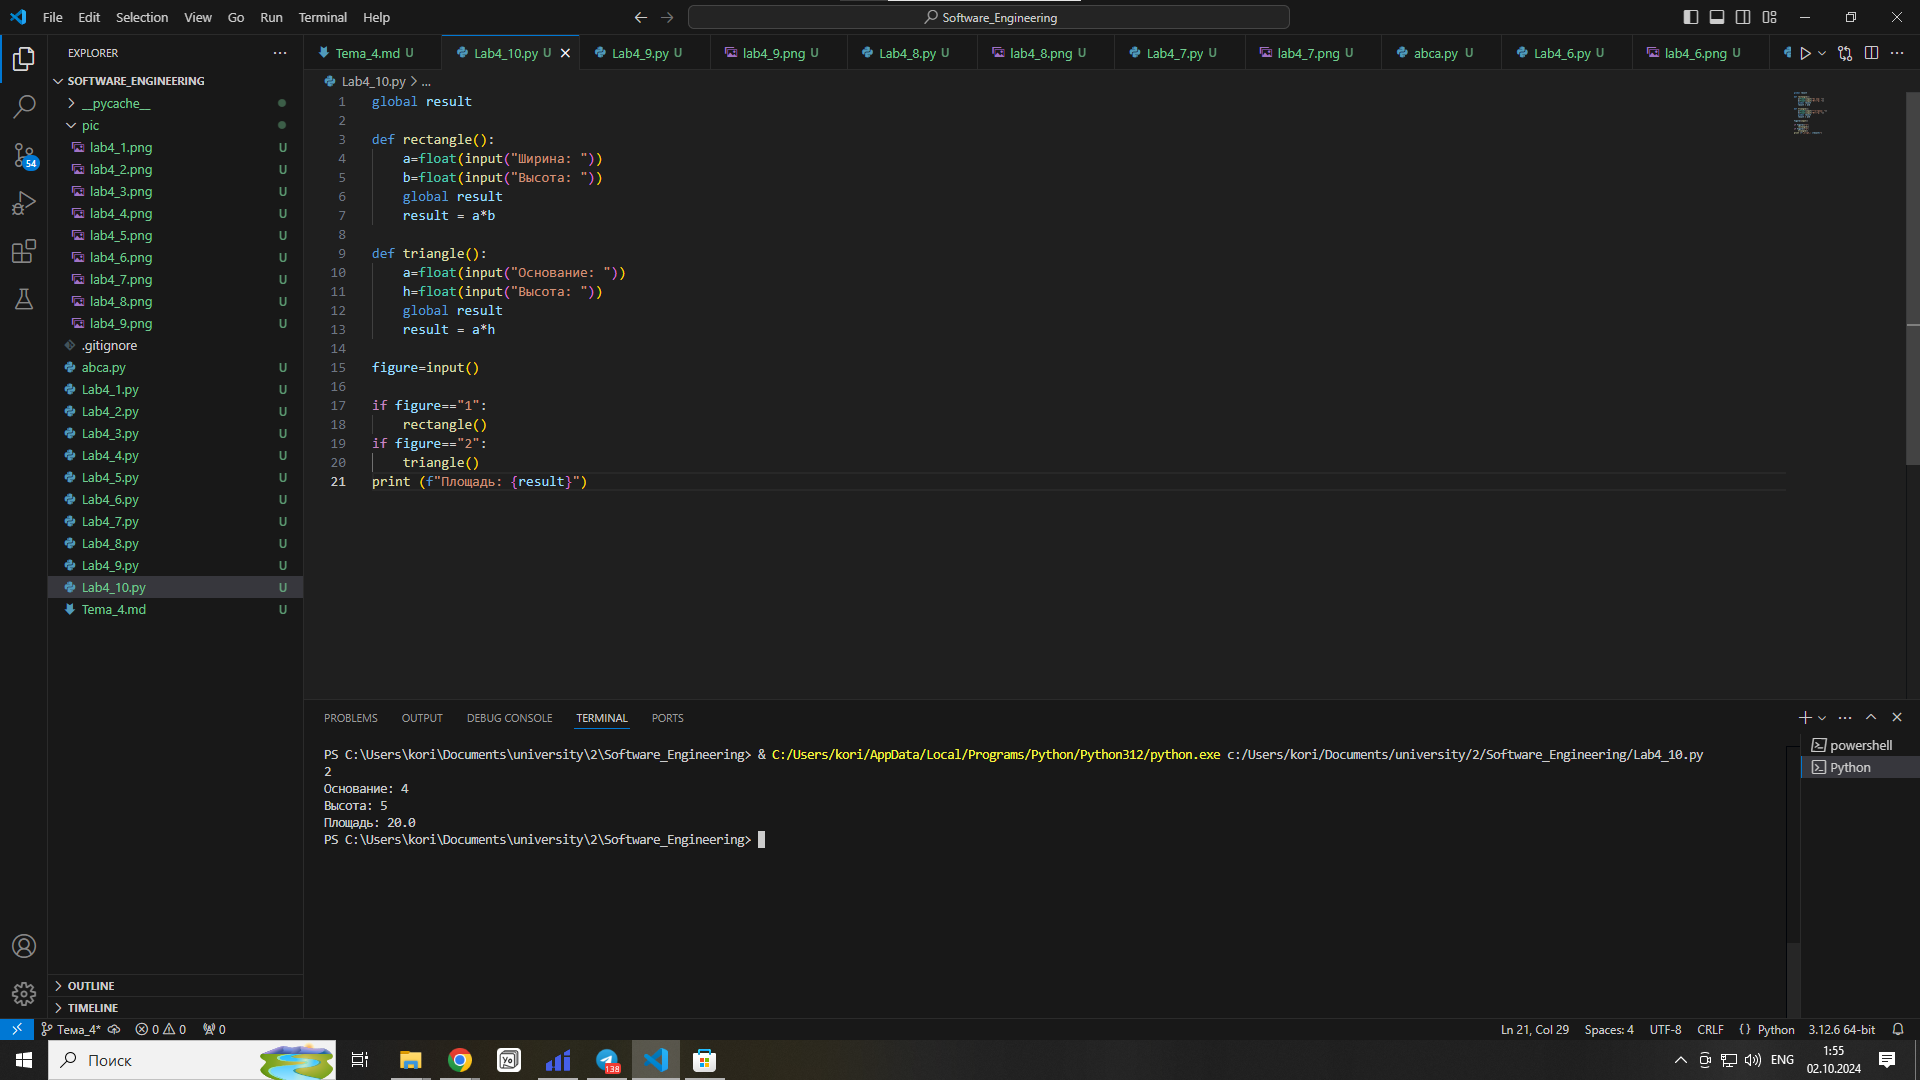 File Edit Selection View Go Run Terminal Help
Software_Engineering
EXPLORER
Tema_4.md U
Lab4_10.py U
Lab4_9.py U
lab4_9.png U
Lab4_8.py U
lab4_8.png U
Lab4_7.py U
lab4_7.png U
abca.py U
Lab4_6.py U
lab4_6.png U
SOFTWARE_ENGINEERING
__pycache__
pic
lab4_1.png U
lab4_2.png U
lab4_3.png U
lab4_4.png U
lab4_5.png U
lab4_6.png U
lab4_7.png U
lab4_8.png U
lab4_9.png U
.gitignore
abca.py U
Lab4_1.py U
Lab4_2.py U
Lab4_3.py U
Lab4_4.py U
Lab4_5.py U
Lab4_6.py U
Lab4_7.py U
Lab4_8.py U
Lab4_9.py U
Lab4_10.py U
Tema_4.md U
OUTLINE
TIMELINE
54
Lab4_10.py > ...
1 global result
2
3 def rectangle():
4     a=float(input("Ширина: "))
5     b=float(input("Высота: "))
6     global result
7     result = a*b
8
9 def triangle():
10     a=float(input("Основание: "))
11     h=float(input("Высота: "))
12     global result
13     result = a*h
14
15 figure=input()
16
17 if figure=="1":
18     rectangle()
19 if figure=="2":
20     triangle()
21 print (f"Площадь: {result}")
PROBLEMS OUTPUT DEBUG CONSOLE TERMINAL PORTS
PS C:\Users\kori\Documents\university\2\Software_Engineering> & C:/Users/kori/AppData/Local/Programs/Python/Python312/python.exe c:/Users/kori/Documents/university/2/Software_Engineering/Lab4_10.py
2
Основание: 4
Высота: 5
Площадь: 20.0
PS C:\Users\kori\Documents\university\2\Software_Engineering>
powershell
Python
Тема_4* 0 0 0
Ln 21, Col 29 Spaces: 4 UTF-8 CRLF {} Python 3.12.6 64-bit
Поиск
Yo
138
ENG
1:55
02.10.2024